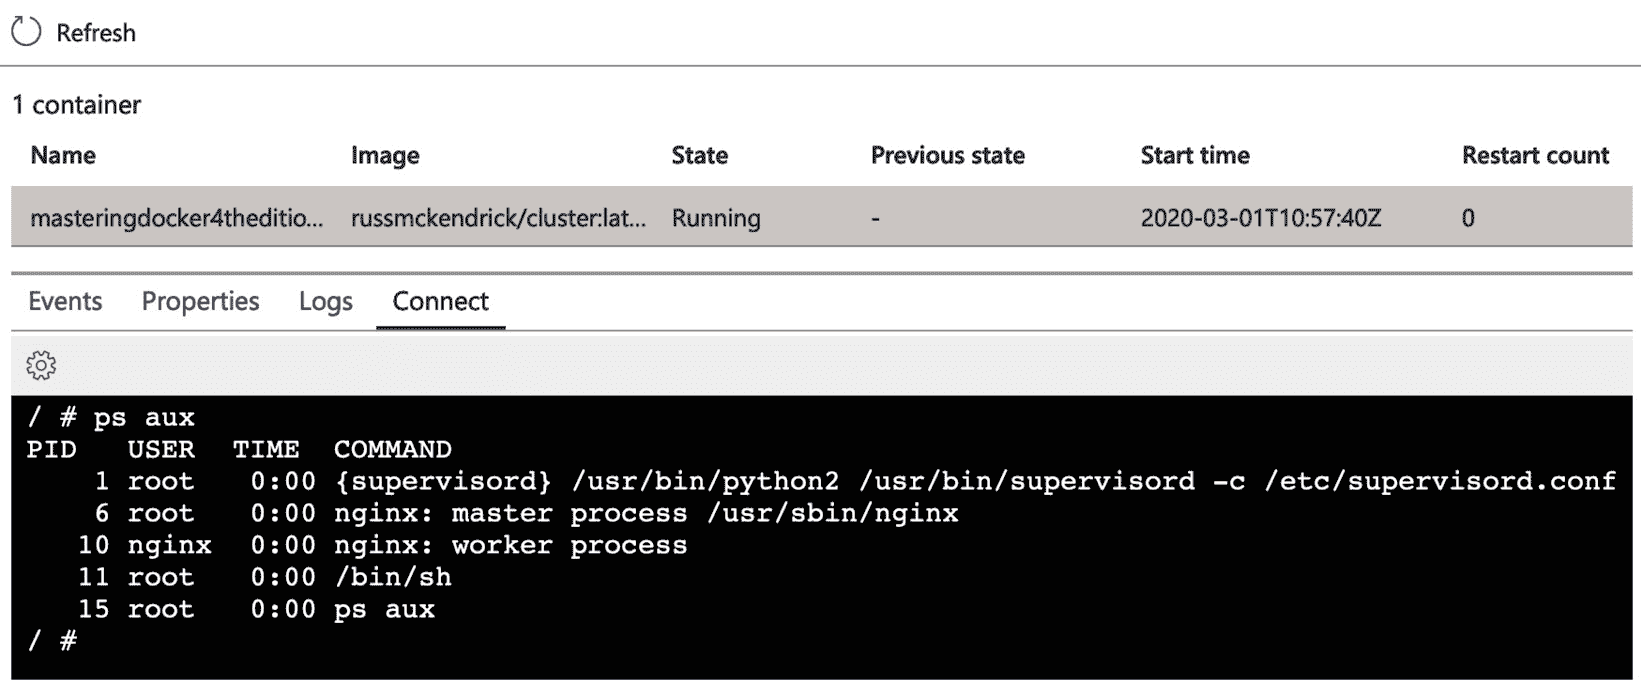 Refresh
1 container
Name Image State Previous state Start time Restart count
masteringdocker4theditio... russmckendrick/cluster:lat... Running - 2020-03-01T10:57:40Z 0
Events Properties Logs Connect
/ # ps aux
PID USER TIME COMMAND
1 root 0:00 {supervisord} /usr/bin/python2 /usr/bin/supervisord -c /etc/supervisord.conf
6 root 0:00 nginx: master process /usr/sbin/nginx
10 nginx 0:00 nginx: worker process
11 root 0:00 /bin/sh
15 root 0:00 ps aux
/ #